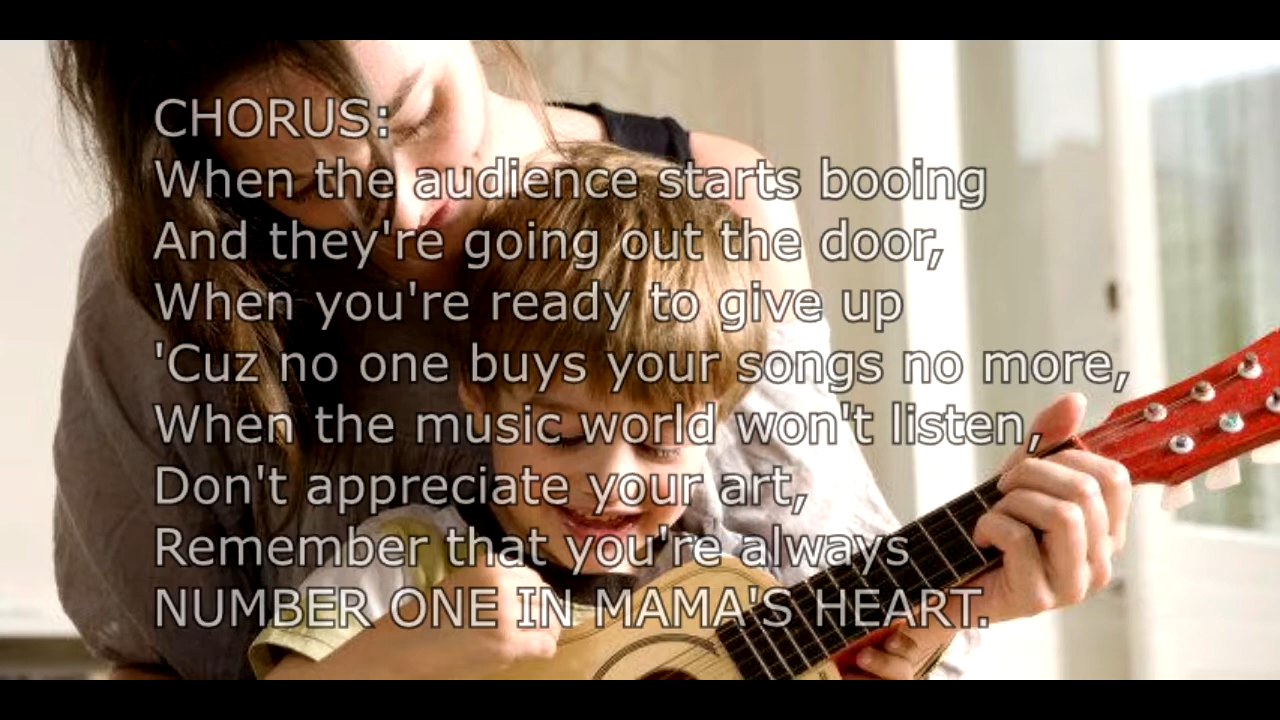 CHORUS:
When the audience starts booing
And they're going out the door,
When you're ready to give up
'Cuz no one buys your songs no more,
When the music world won't listen,
Don't appreciate your art,
Remember that you're always
NUMBER ONE IN MAMA'S HEART.